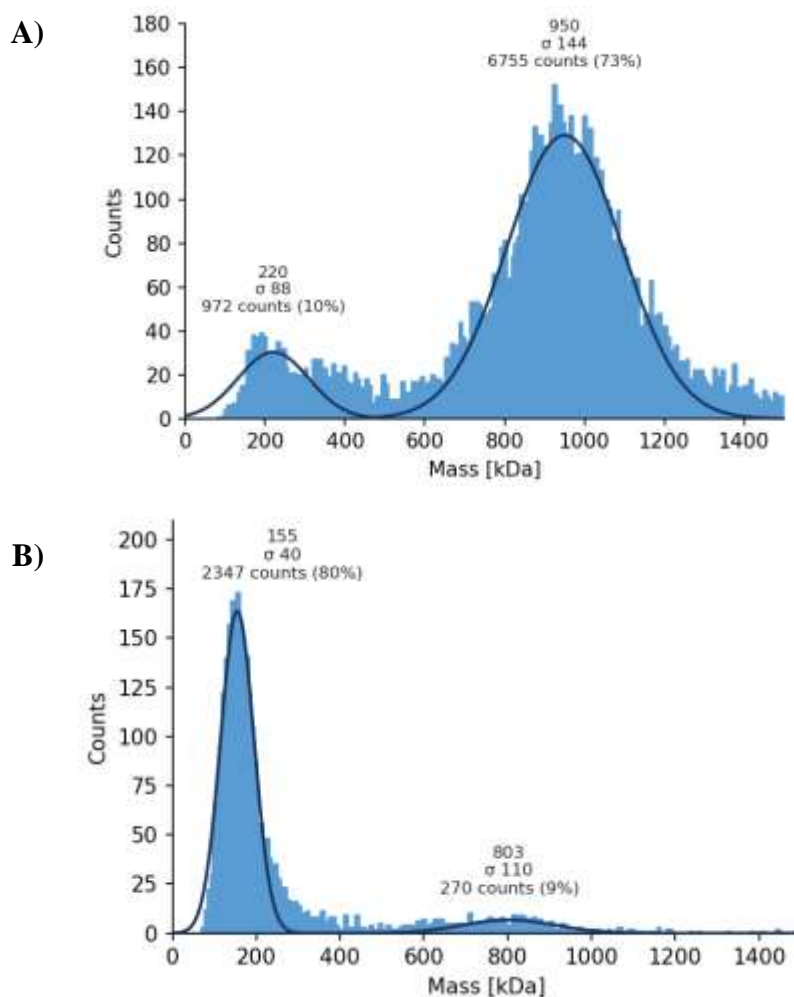 A)
180
160
140
120
100
80
60
40
20
0
Counts
950
σ 144
6755 counts (73%)
220
σ 88
972 counts (10%)
0 200 400 600 800 1000 1200 1400
Mass [kDa]
B)
200
175
150
125
100
75
50
25
0
Counts
155
σ 40
2347 counts (80%)
803
σ 110
270 counts (9%)
0 200 400 600 800 1000 1200 1400
Mass [kDa]